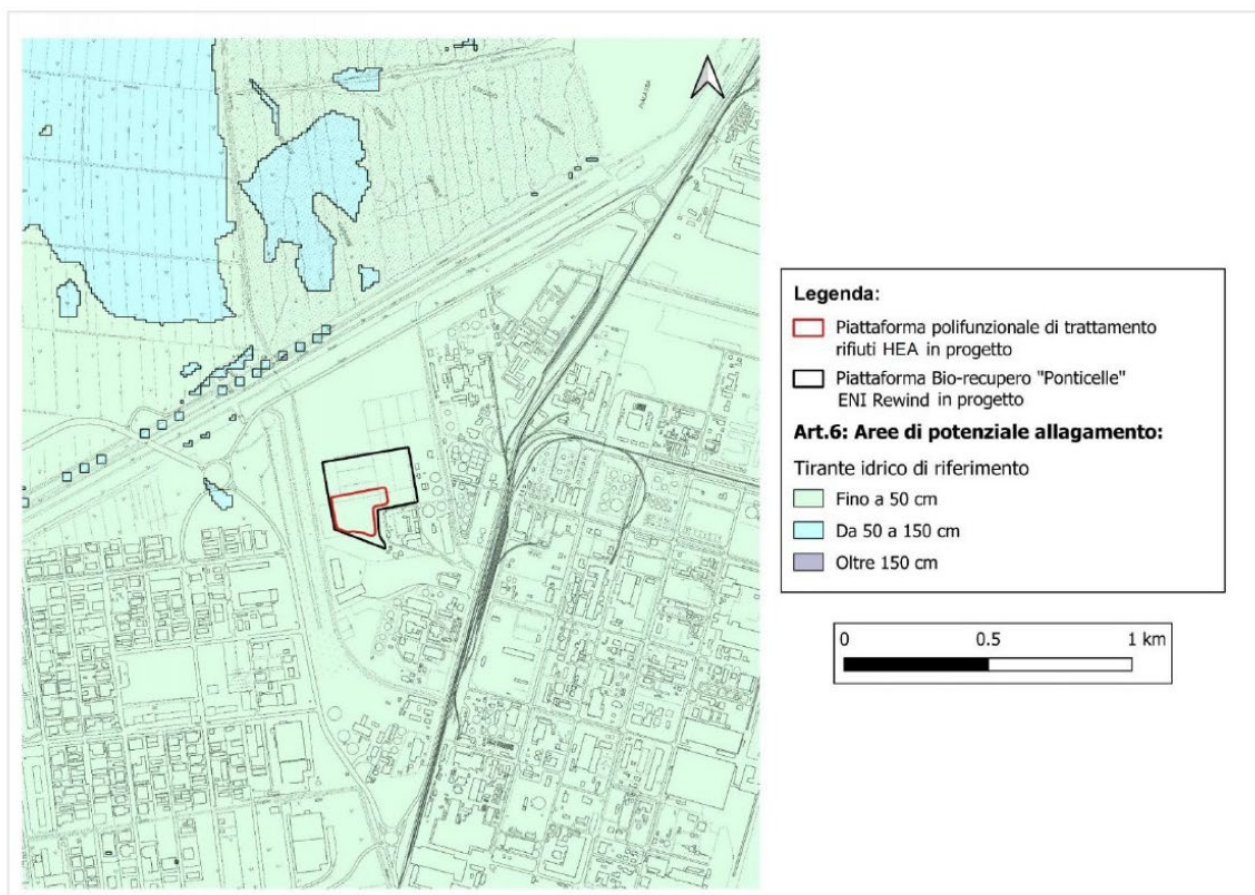 Legenda:
Piattaforma polifunzionale di trattamento
rifiuti HEA in progetto
Piattaforma Bio-recupero "Ponticelle"
ENI Rewind in progetto
Art.6: Aree di potenziale allagamento:
Tirante idrico di riferimento
Fino a 50 cm
Da 50 a 150 cm
Oltre 150 cm
0 0.5 1 km